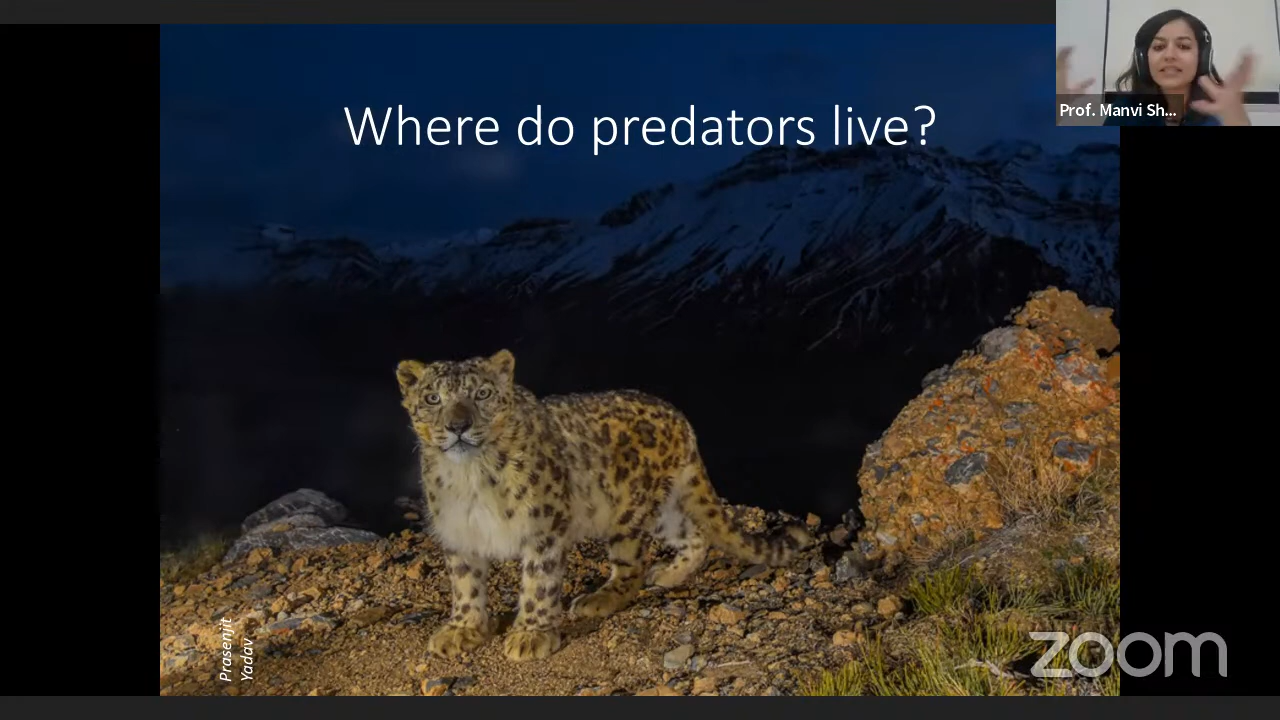 Where do predators live?
Prof. Manvi Sh...
Prasenjit
Yadav
zoom